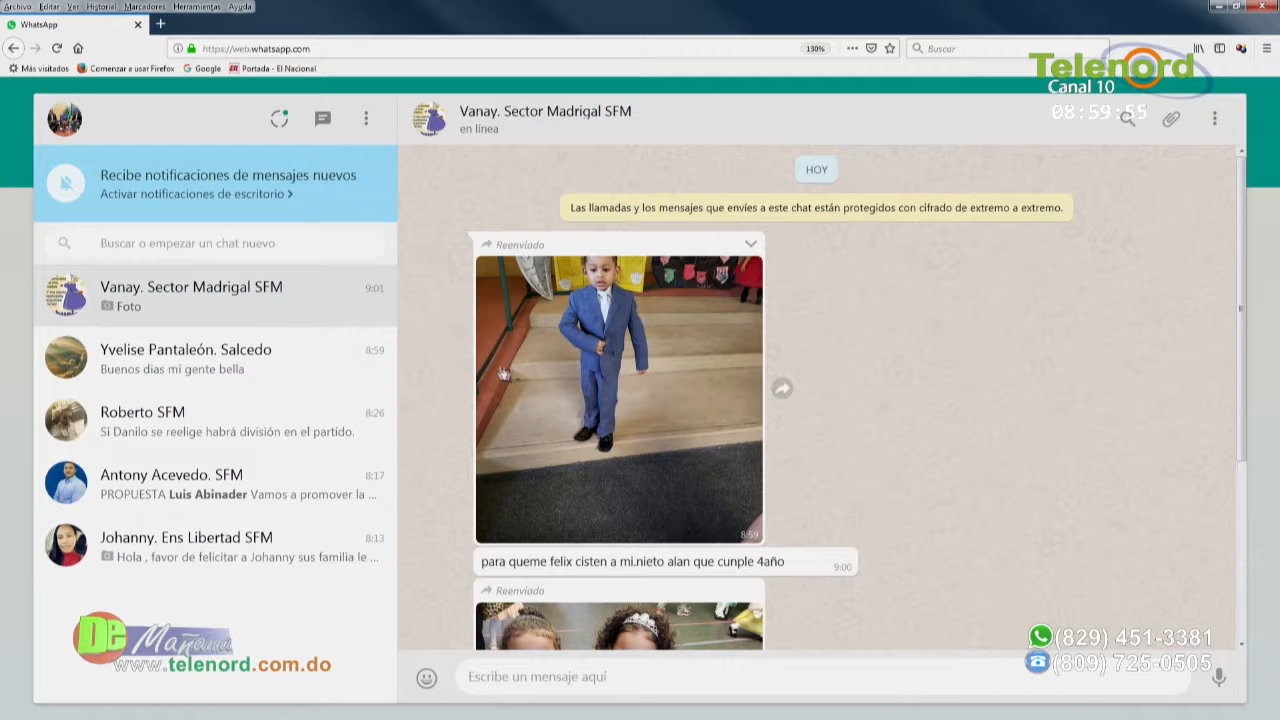 Archivo Editar Ver Historial Marcadores Herramientas Ayuda
WhatsApp
https://web.whatsapp.com
130%
Buscar
Más visitados Comenzar a usar Firefox Google Portada - El Nacional
Telenord
Canal 10
08:59:55
Vanay. Sector Madrigal SFM
en línea
Recibe notificaciones de mensajes nuevos
Activar notificaciones de escritorio >
Buscar o empezar un chat nuevo
Vanay. Sector Madrigal SFM 9:01
Foto
Yvelise Pantaleón. Salcedo 8:59
Buenos dias mi gente bella
Roberto SFM 8:26
Si Danilo se reelige habrá división en el partido.
Antony Acevedo. SFM 8:17
PROPUESTA Luis Abinader Vamos a promover la ...
Johanny. Ens Libertad SFM 8:13
Hola , favor de felicitar a Johanny sus familia le ...
HOY
Las llamadas y los mensajes que envíes a este chat están protegidos con cifrado de extremo a extremo.
Reenviado
8:59
para queme felix cisten a mi.nieto alan que cunple 4año
9:00
Reenviado
Escribe un mensaje aquí
De Mañana
www.telenord.com.do
(829) 451-3381
(809) 725-0505